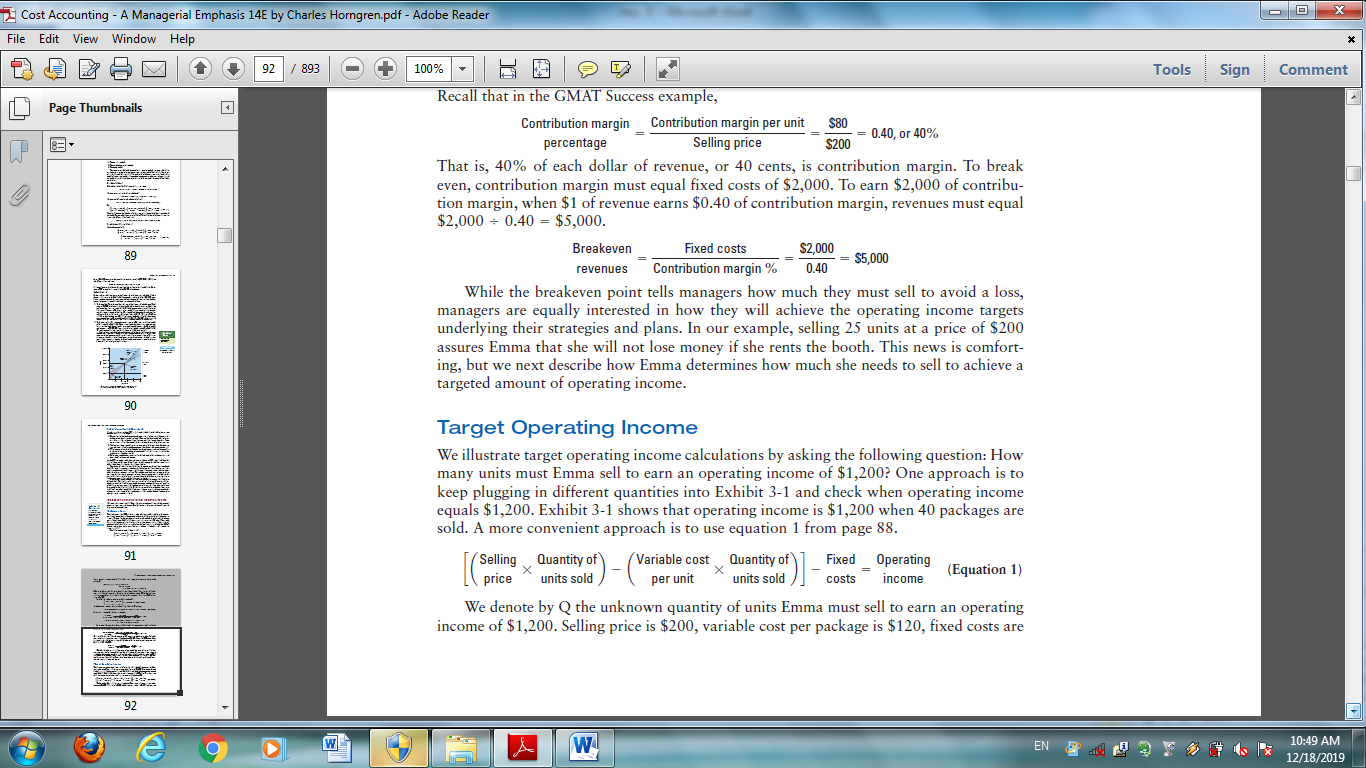 Cost Accounting - A Managerial Emphasis 14E by Charles Horngren.pdf - Adobe Reader
File Edit View Window Help
92 / 893 100% Tools Sign Comment
Page Thumbnails
89
90
91
92
Recall that in the GMAT Success example,
Contribution margin percentage = Contribution margin per unit / Selling price = $80 / $200 = 0.40, or 40%
That is, 40% of each dollar of revenue, or 40 cents, is contribution margin. To break
even, contribution margin must equal fixed costs of $2,000. To earn $2,000 of contribu-
tion margin, when $1 of revenue earns $0.40 of contribution margin, revenues must equal
$2,000 ÷ 0.40 = $5,000.
Breakeven revenues = Fixed costs / Contribution margin % = $2,000 / 0.40 = $5,000
While the breakeven point tells managers how much they must sell to avoid a loss,
managers are equally interested in how they will achieve the operating income targets
underlying their strategies and plans. In our example, selling 25 units at a price of $200
assures Emma that she will not lose money if she rents the booth. This news is comfort-
ing, but we next describe how Emma determines how much she needs to sell to achieve a
targeted amount of operating income.
Target Operating Income
We illustrate target operating income calculations by asking the following question: How
many units must Emma sell to earn an operating income of $1,200? One approach is to
keep plugging in different quantities into Exhibit 3-1 and check when operating income
equals $1,200. Exhibit 3-1 shows that operating income is $1,200 when 40 packages are
sold. A more convenient approach is to use equation 1 from page 88.
[(Selling price × Quantity of units sold) − (Variable cost per unit × Quantity of units sold)] − Fixed costs = Operating income (Equation 1)
We denote by Q the unknown quantity of units Emma must sell to earn an operating
income of $1,200. Selling price is $200, variable cost per package is $120, fixed costs are
EN
10:49 AM
12/18/2019